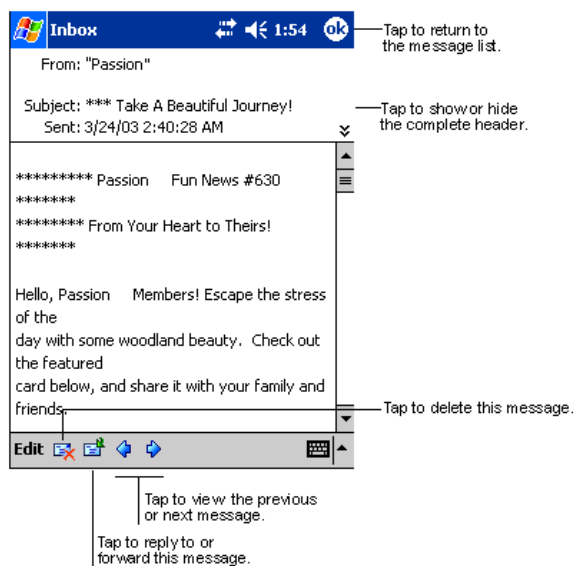 Inbox 1:54 ok
Tap to return to
the message list.
From: "Passion"
Subject: *** Take A Beautiful Journey!
Sent: 3/24/03 2:40:28 AM
Tap to show or hide
the complete header.
********* Passion Fun News #630
*******
******** From Your Heart to Theirs!
*******
Hello, Passion Members! Escape the stress
of the
day with some woodland beauty. Check out
the featured
card below, and share it with your family and
friends.
Tap to delete this message.
Edit
Tap to view the previous
or next message.
Tap to reply to or
forward this message.